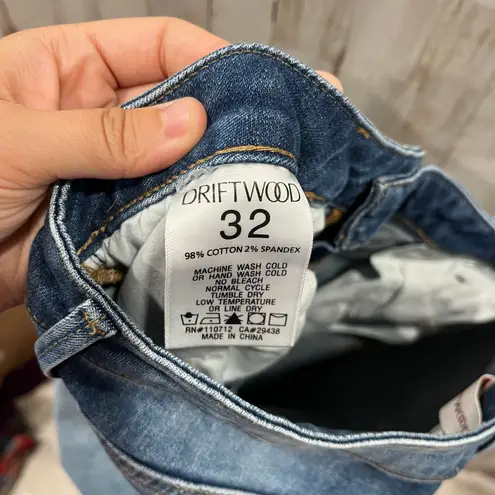 DRIFTWOOD
32
98% COTTON 2% SPANDEX
MACHINE WASH COLD
OR HAND WASH COLD
NO BLEACH
NORMAL CYCLE
TUMBLE DRY
LOW TEMPERATURE
OR LINE DRY
RN#110712 CA#29438
MADE IN CHINA